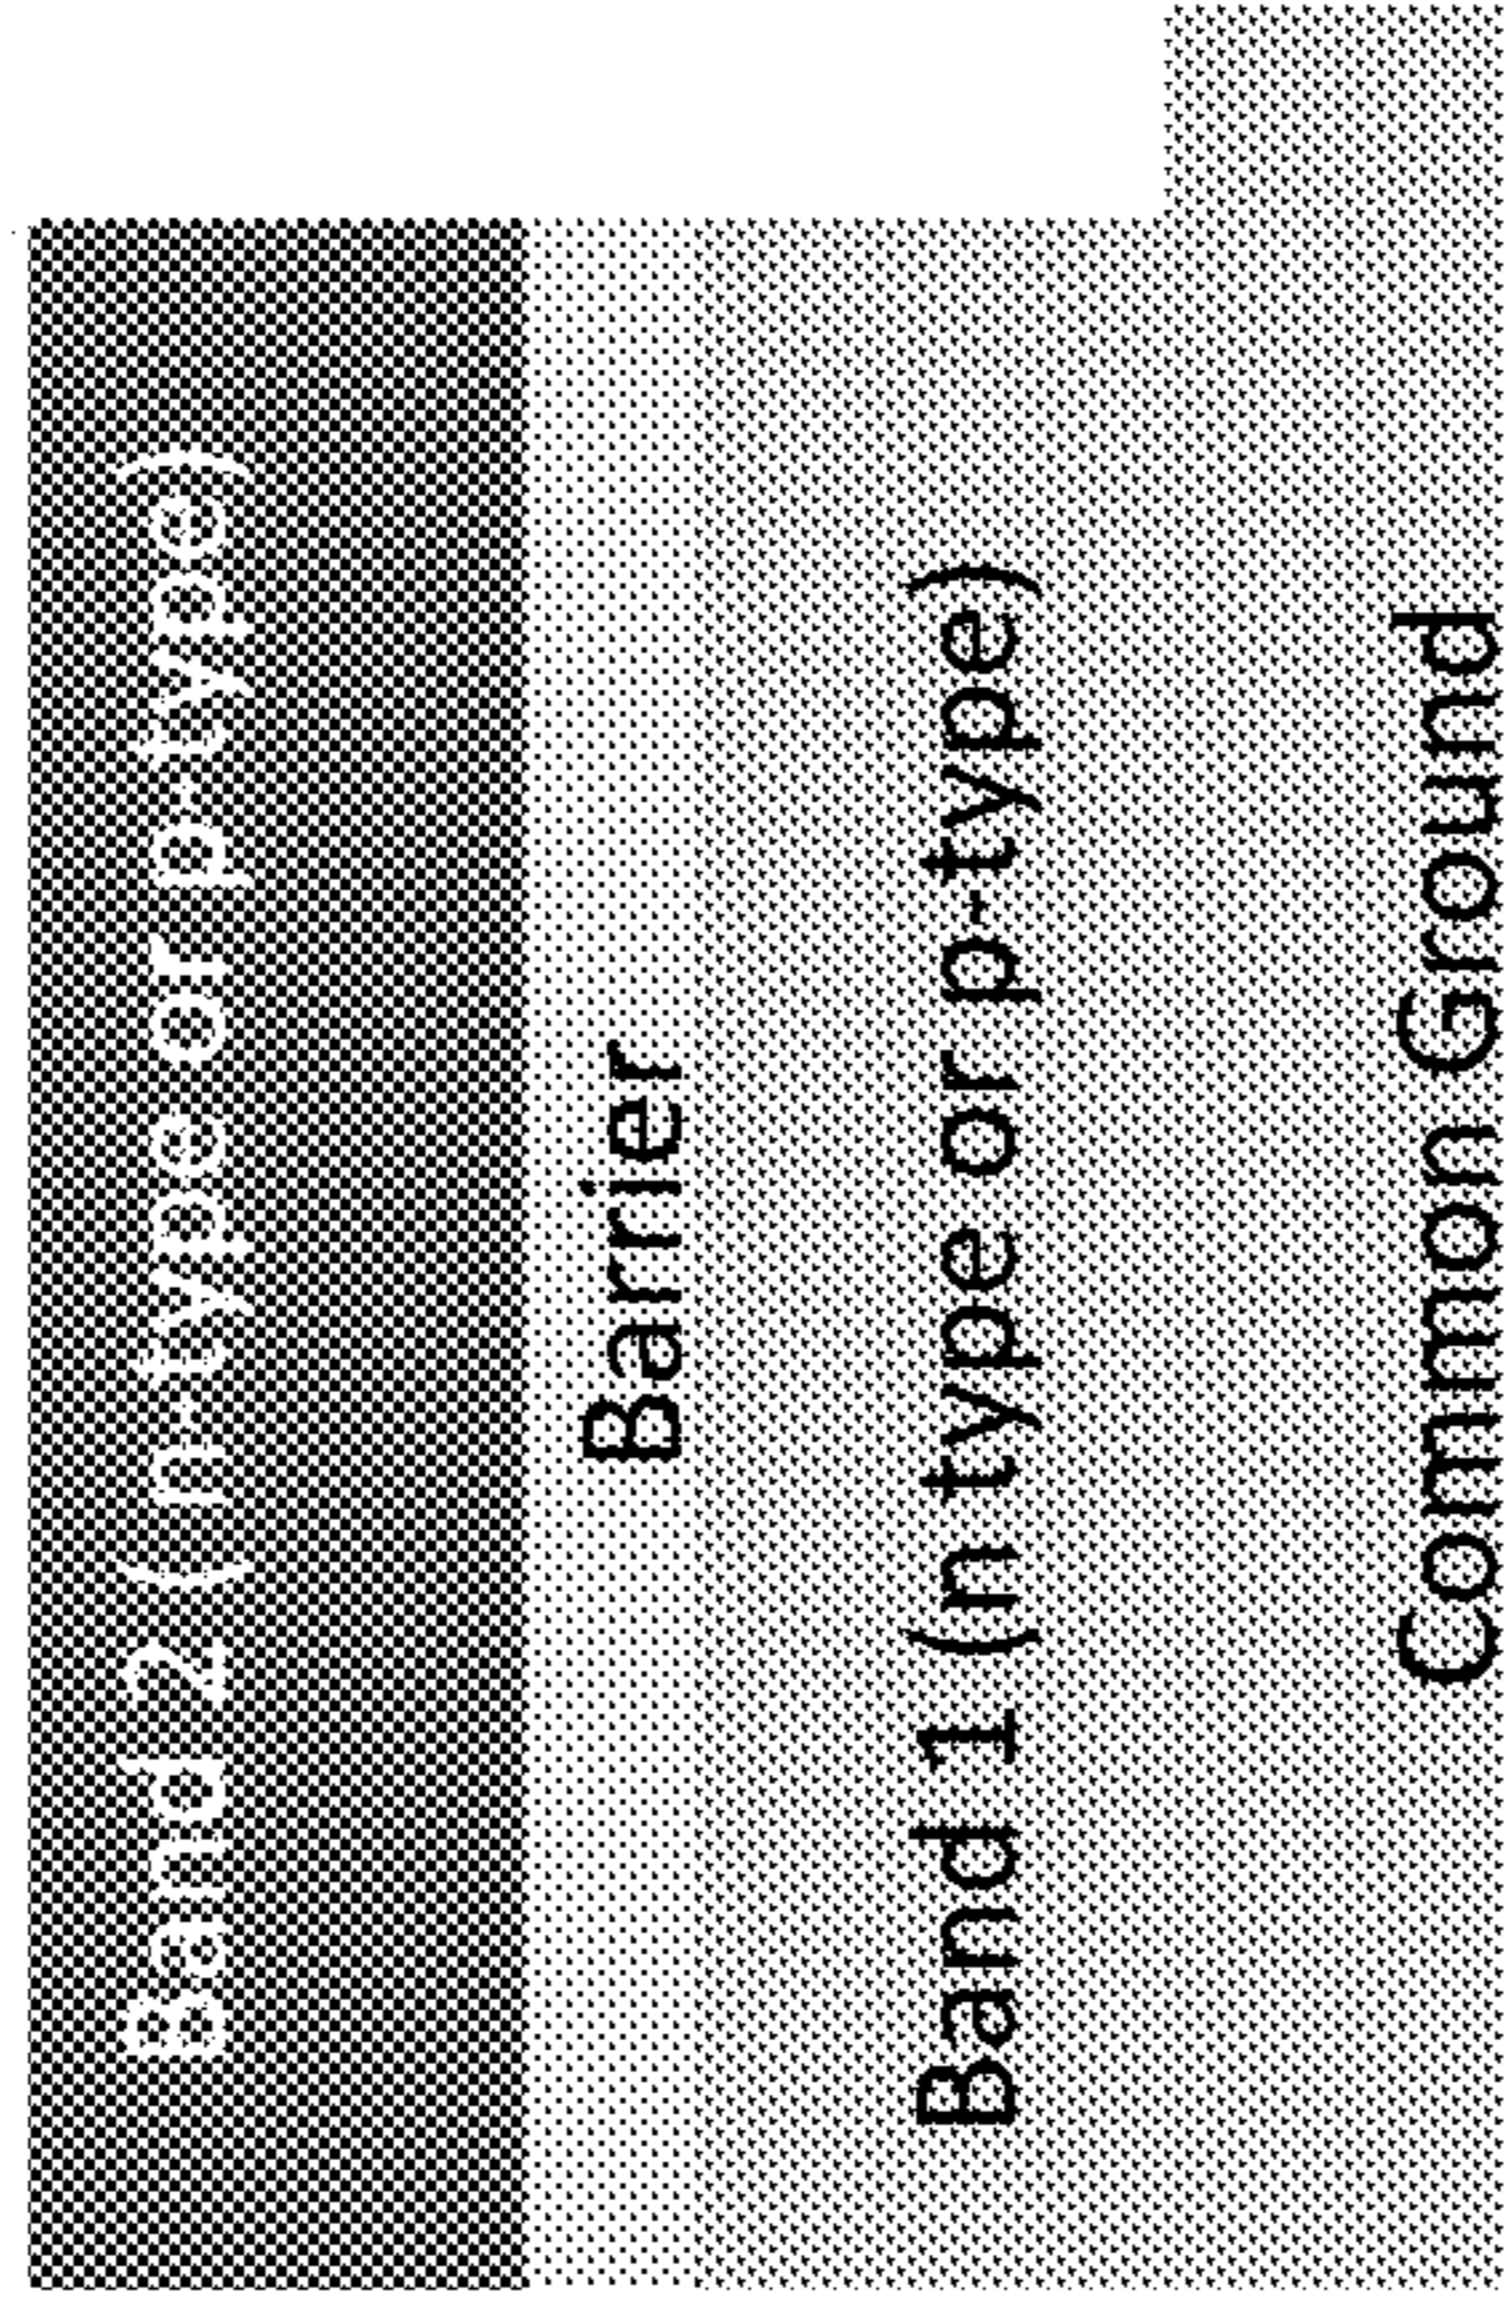 Band 2 (n-type or p-type)
Barrier
Band 1 (n type or p-type)
Common Ground